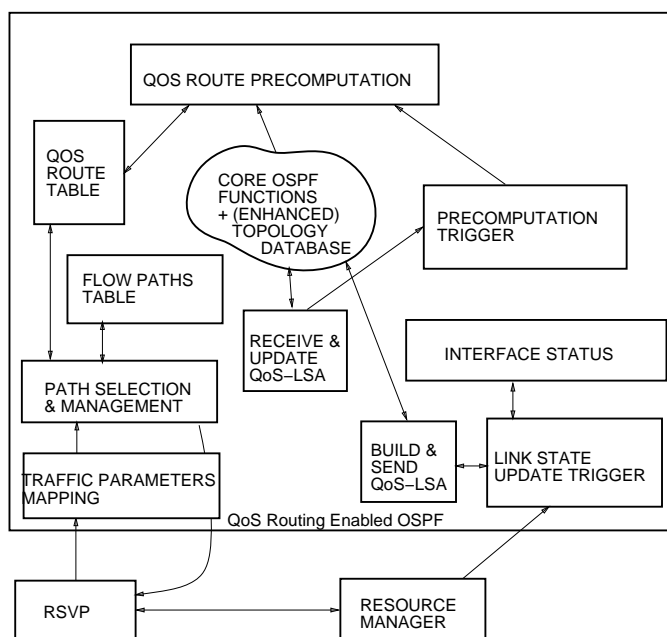 QOS ROUTE PRECOMPUTATION
QOS
ROUTE
TABLE
CORE OSPF
FUNCTIONS
+ (ENHANCED)
TOPOLOGY
DATABASE
PRECOMPUTATION
TRIGGER
FLOW PATHS
TABLE
RECEIVE &
UPDATE
QoS–LSA
INTERFACE STATUS
PATH SELECTION
& MANAGEMENT
BUILD &
SEND
QoS–LSA
LINK STATE
UPDATE TRIGGER
TRAFFIC PARAMETERS
MAPPING
QoS Routing Enabled OSPF
RSVP
RESOURCE
MANAGER